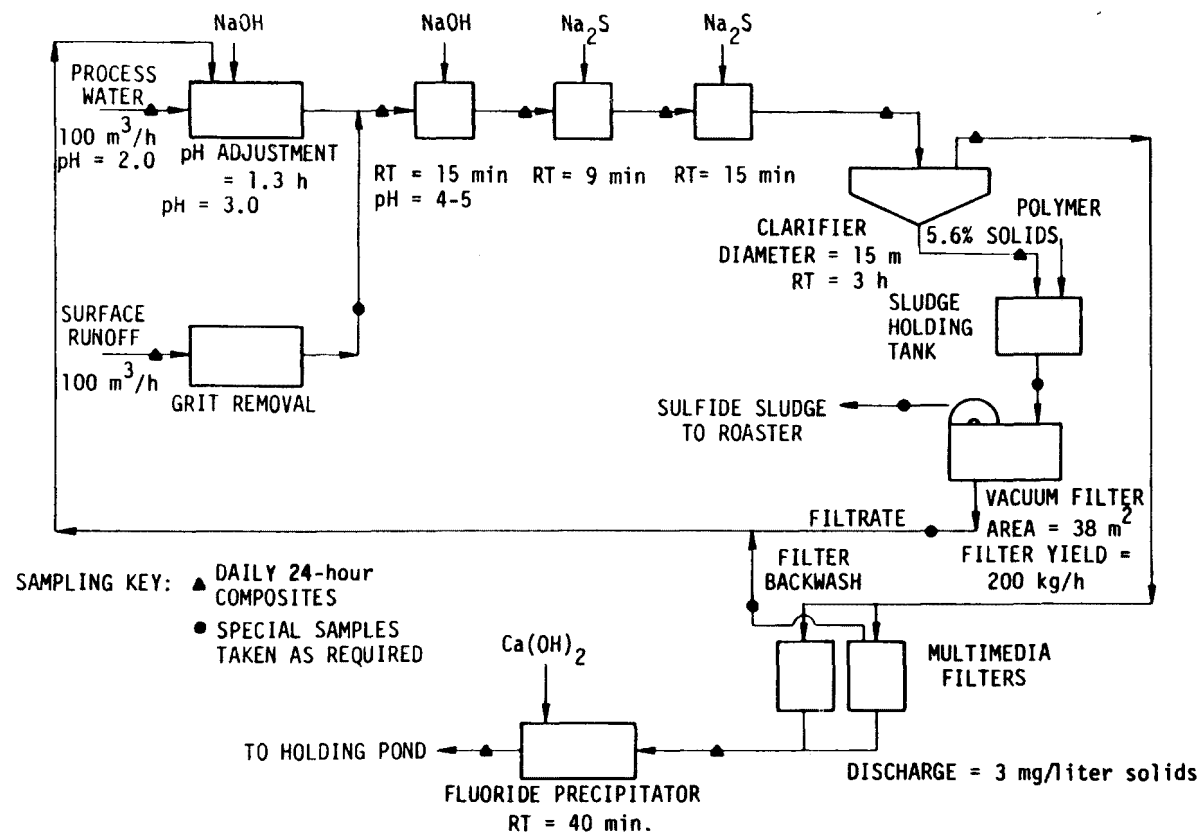 NaOH
NaOH
Na2S
Na2S
PROCESS
WATER
100 m3/h
pH = 2.0
pH ADJUSTMENT
= 1.3 h
pH = 3.0
RT = 15 min
pH = 4-5
RT = 9 min
RT= 15 min
CLARIFIER
DIAMETER = 15 m
RT = 3 h
5.6% SOLIDS
POLYMER
SLUDGE
HOLDING
TANK
SURFACE
RUNOFF
100 m3/h
GRIT REMOVAL
SULFIDE SLUDGE
TO ROASTER
VACUUM FILTER
AREA = 38 m2
FILTER YIELD =
200 kg/h
FILTRATE
FILTER
BACKWASH
SAMPLING KEY:
DAILY 24-hour
COMPOSITES
SPECIAL SAMPLES
TAKEN AS REQUIRED
Ca(OH)2
MULTIMEDIA
FILTERS
TO HOLDING POND
DISCHARGE = 3 mg/liter solids
FLUORIDE PRECIPITATOR
RT = 40 min.